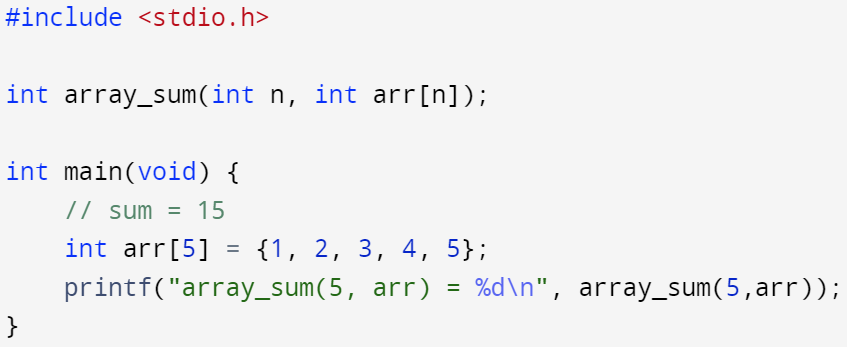 #include <stdio.h>
int array_sum(int n, int arr[n]);
int main(void) {
// sum = 15
int arr[5] = {1, 2, 3, 4, 5};
printf("array_sum(5, arr) = %d\n", array_sum(5,arr));
}